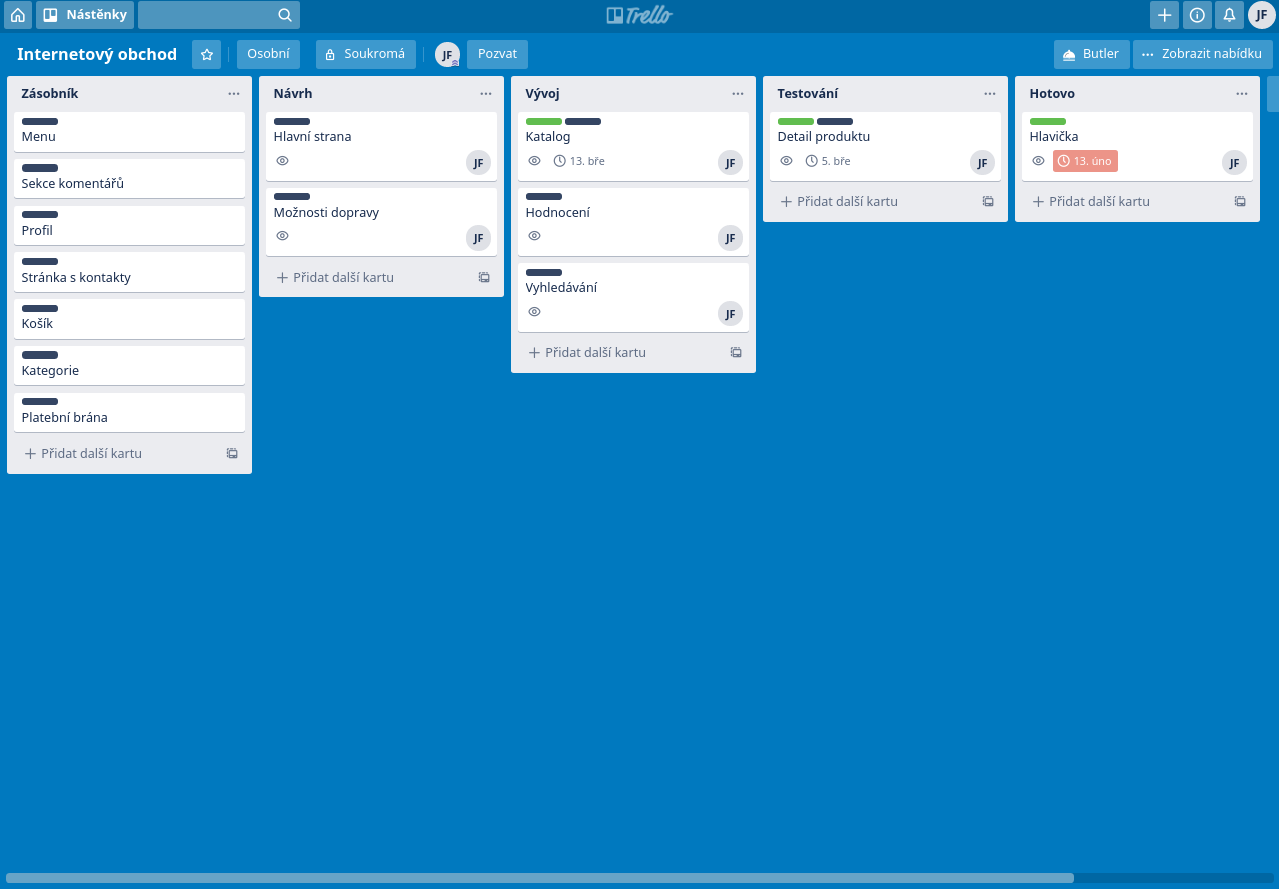 Nástěnky
Trello
JF
Internetový obchod
Osobní
Soukromá
JF
Pozvat
Butler
Zobrazit nabídku
Zásobník
Menu
Sekce komentářů
Profil
Stránka s kontakty
Košík
Kategorie
Platební brána
Přidat další kartu
Návrh
Hlavní strana
JF
Možnosti dopravy
JF
Přidat další kartu
Vývoj
Katalog
13. bře
JF
Hodnocení
JF
Vyhledávání
JF
Přidat další kartu
Testování
Detail produktu
5. bře
JF
Přidat další kartu
Hotovo
Hlavička
13. úno
JF
Přidat další kartu